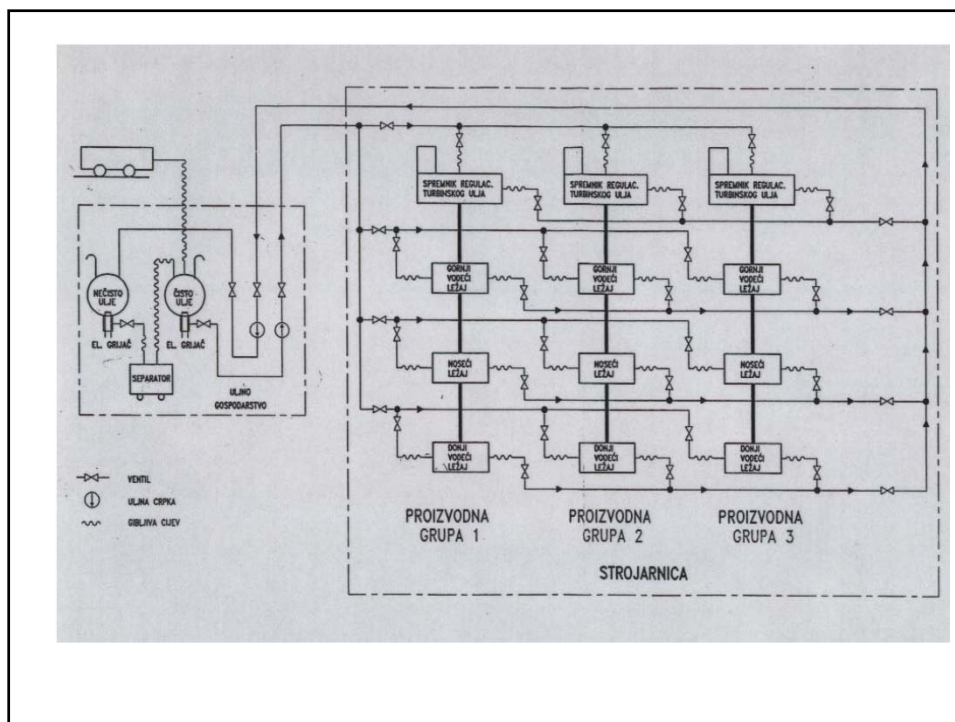 SPREMNIK REGULAC.
TURBINSKOG ULJA
SPREMNIK REGULAC.
TURBINSKOG ULJA
SPREMNIK REGULAC.
TURBINSKOG ULJA
NEČISTO
ULJE
ČISTO
ULJE
EL. GRIJAČ
EL. GRIJAČ
SEPARATOR
ULJNO
GOSPODARSTVO
GORNJI
VODEĆI
LEŽAJ
GORNJI
VODEĆI
LEŽAJ
GORNJI
VODEĆI
LEŽAJ
NOSEĆI
LEŽAJ
NOSEĆI
LEŽAJ
NOSEĆI
LEŽAJ
DONJI
VODEĆI
LEŽAJ
DONJI
VODEĆI
LEŽAJ
DONJI
VODEĆI
LEŽAJ
VENTIL
ULJNA CRPKA
GIBLJIVA CIJEV
PROIZVODNA
GRUPA 1
PROIZVODNA
GRUPA 2
PROIZVODNA
GRUPA 3
STROJARNICA